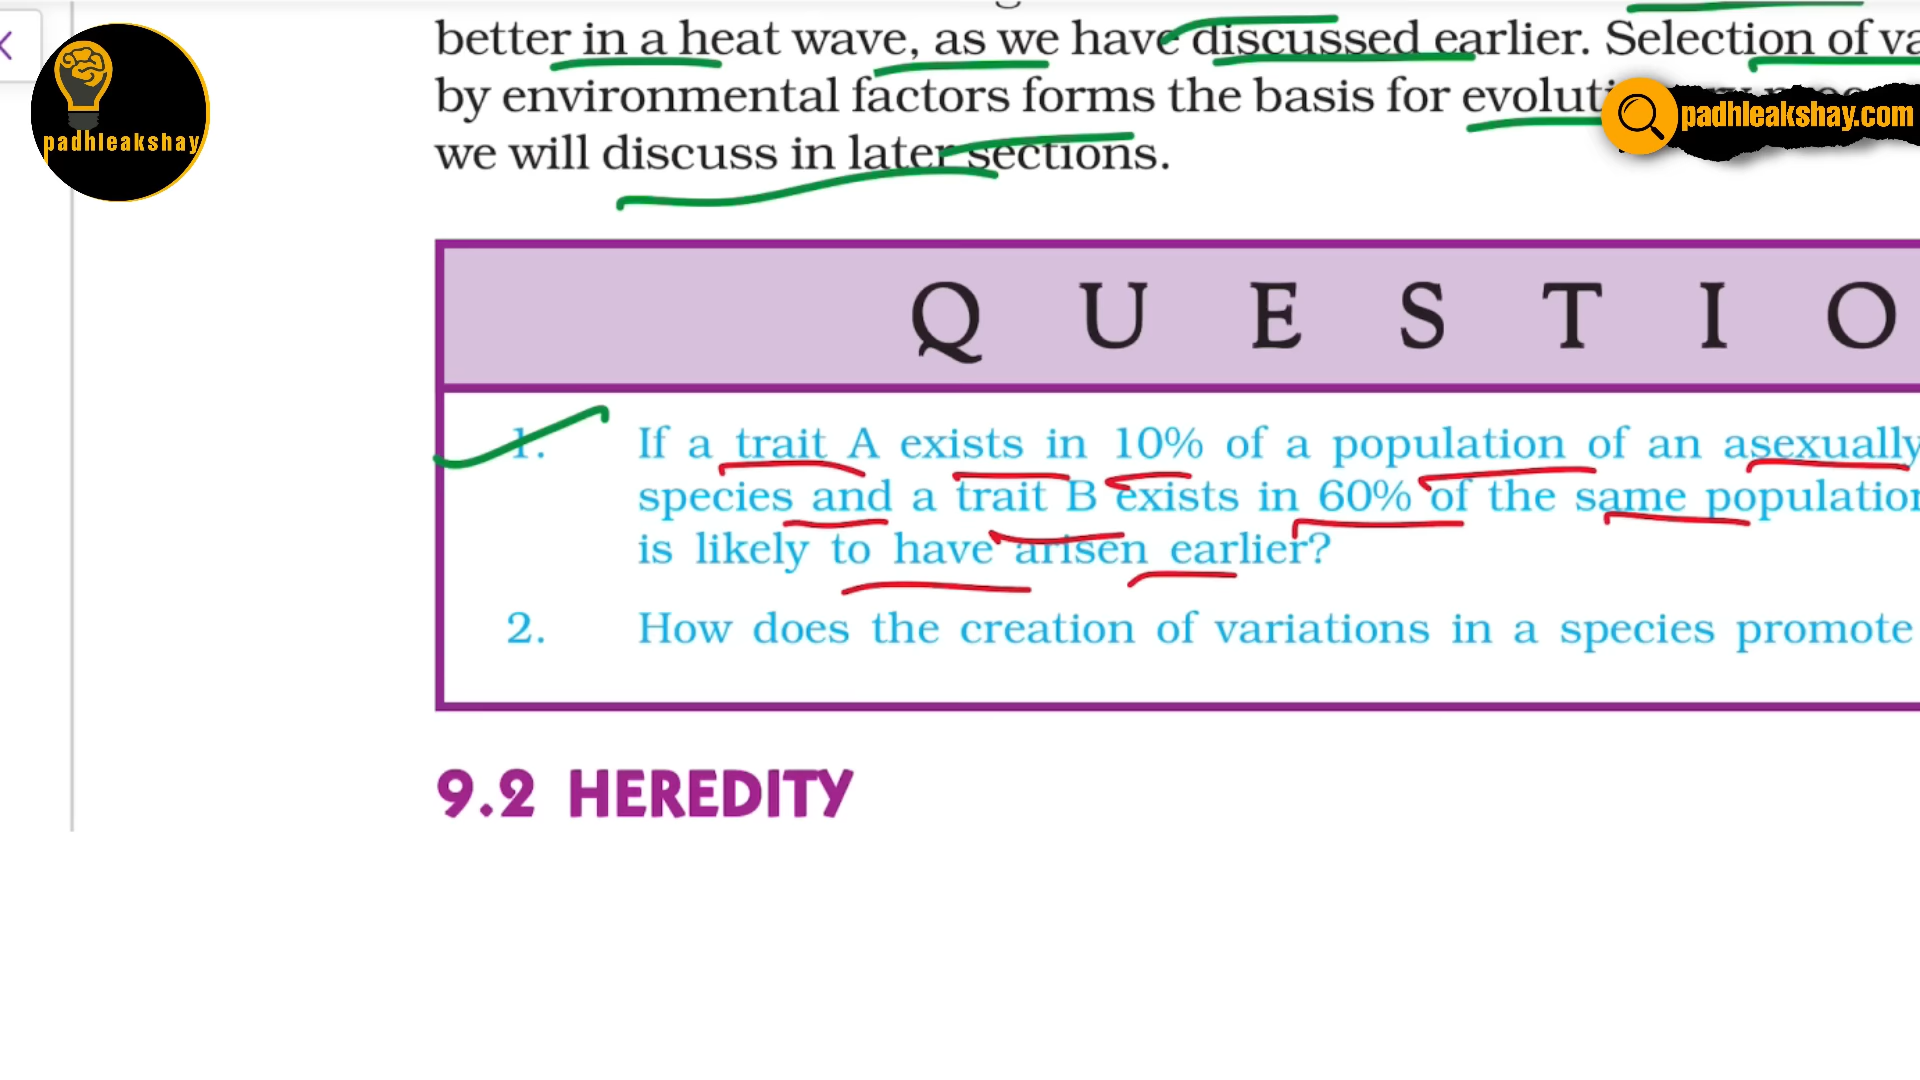 better in a heat wave, as we have discussed earlier. Selection of va
by environmental factors forms the basis for evolut
we will discuss in later sections.
padhleakshay
padhleakshay.com
QUESTIO
1. If a trait A exists in 10% of a population of an asexually
species and a trait B exists in 60% of the same population
is likely to have arisen earlier?
2. How does the creation of variations in a species promote
9.2 HEREDITY